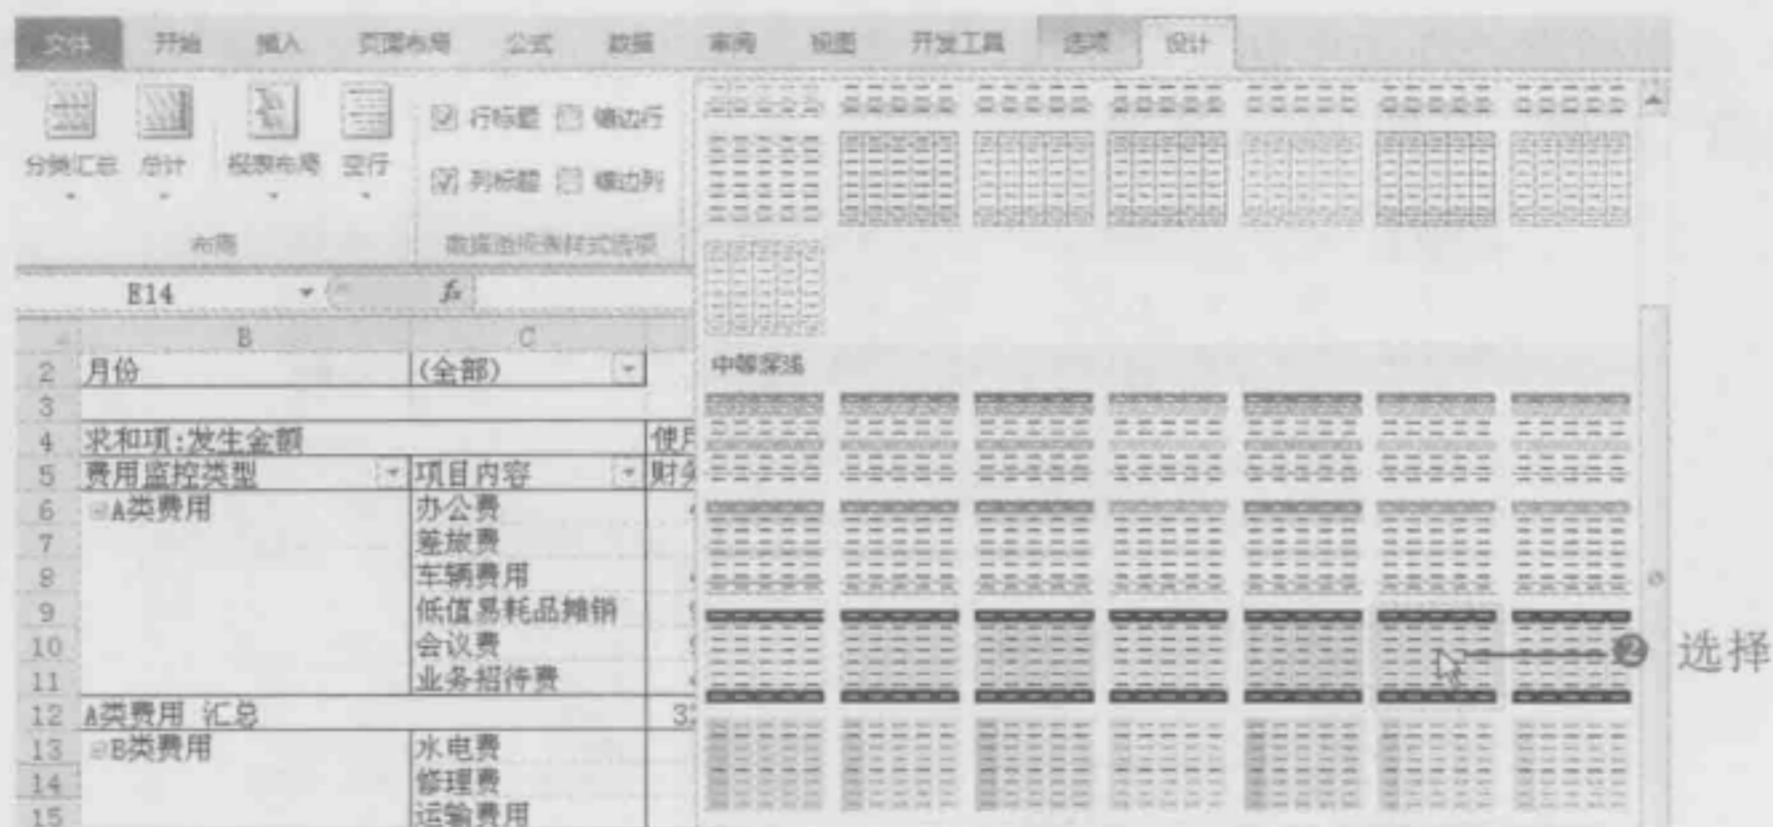 文件 开始 插入 页面布局 公式 数据 审阅 视图 开发工具 选项 设计
行标题 镶边行
分类汇总 总计 报表布局 空行
列标题 镶边列
布局 数据透视表样式选项
E14 fx
B C
2 月份 (全部)
中等深浅
3
4 求和项:发生金额 使用
5 费用监控类型 项目内容 财务
6 A类费用 办公费
7 差旅费
8 车辆费用
9 低值易耗品摊销
10 会议费
❷ 选择
11 业务招待费
12 A类费用 汇总 32
13 B类费用 水电费
14 修理费
15 运输费用